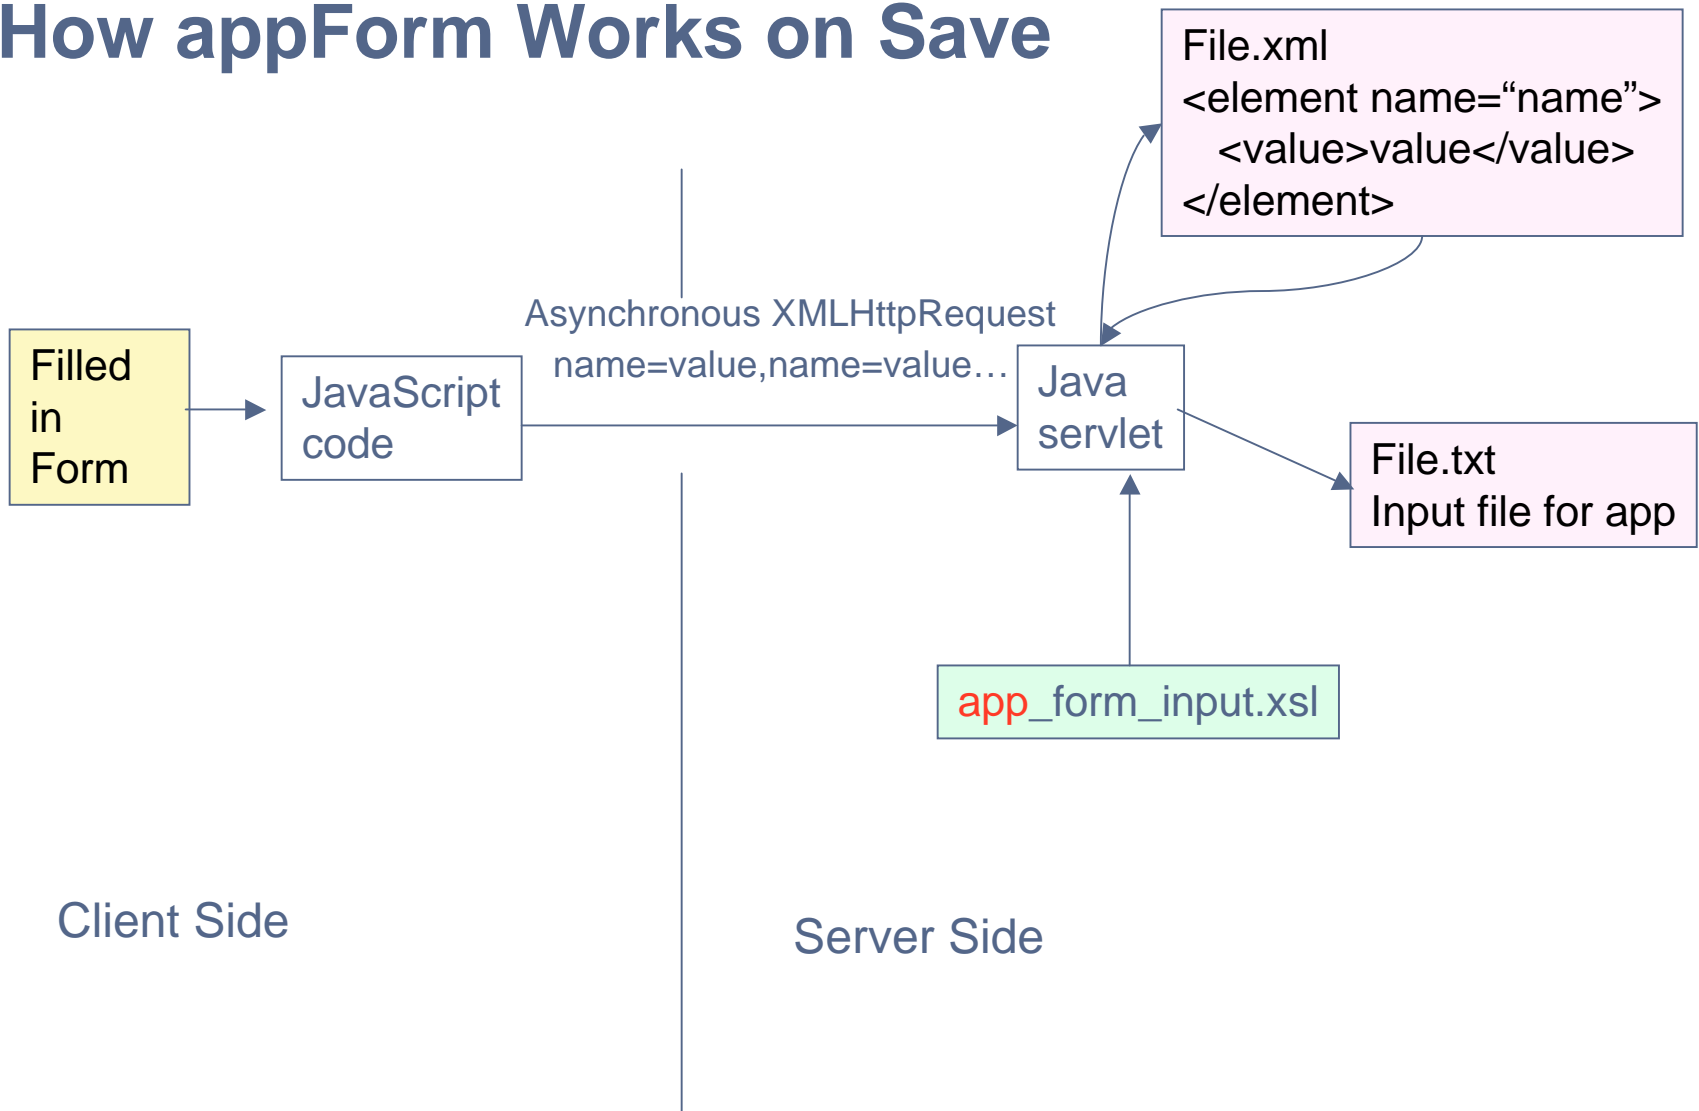 How appForm Works on Save
File.xml
<element name=“name”>
<value>value</value>
</element>
Asynchronous XMLHttpRequest
name=value,name=value…
Filled
in
Form
JavaScript
code
Java
servlet
File.txt
Input file for app
app_form_input.xsl
Client Side
Server Side